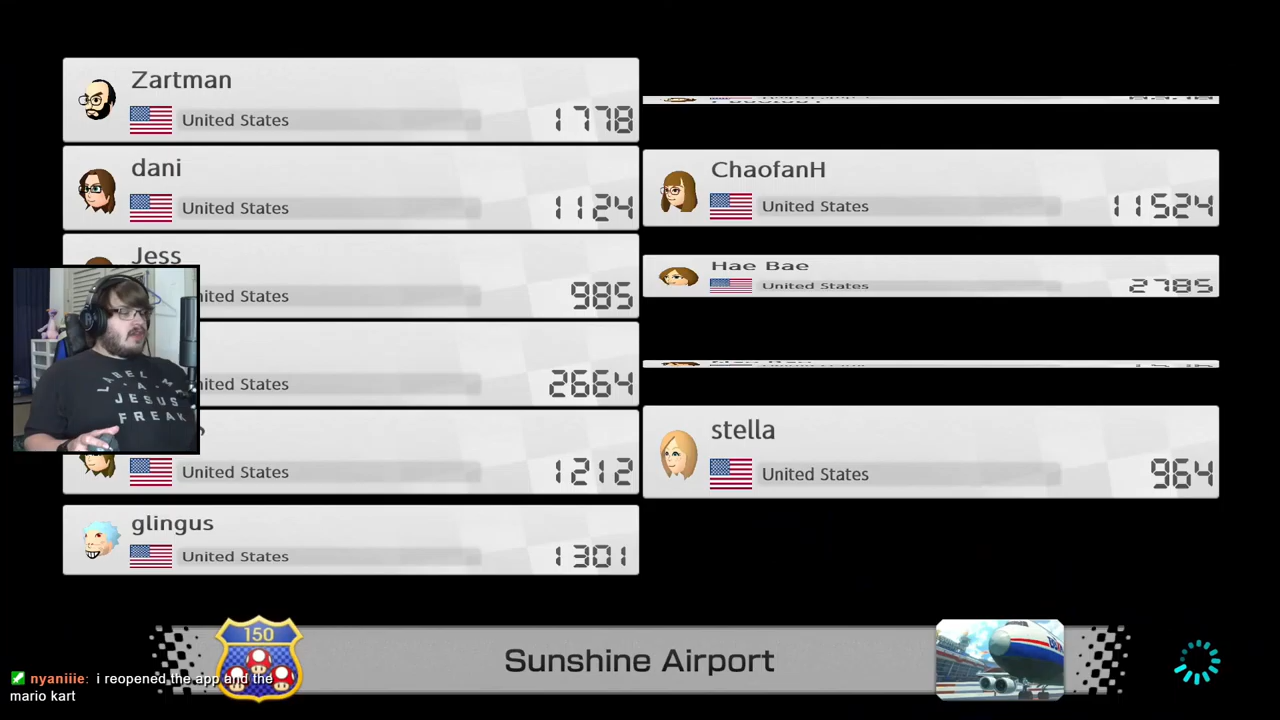 Zartman
United States
1778
dani
United States
1124
Jess
United States
985
United States
2664
United States
1212
glingus
United States
1301
ChaofanH
United States
11524
Hae Bae
United States
2785
stella
United States
964
LABEL ME
A
JESUS
FREAK
150
Sunshine Airport
nyaniiie: i reopened the app and the
mario kart